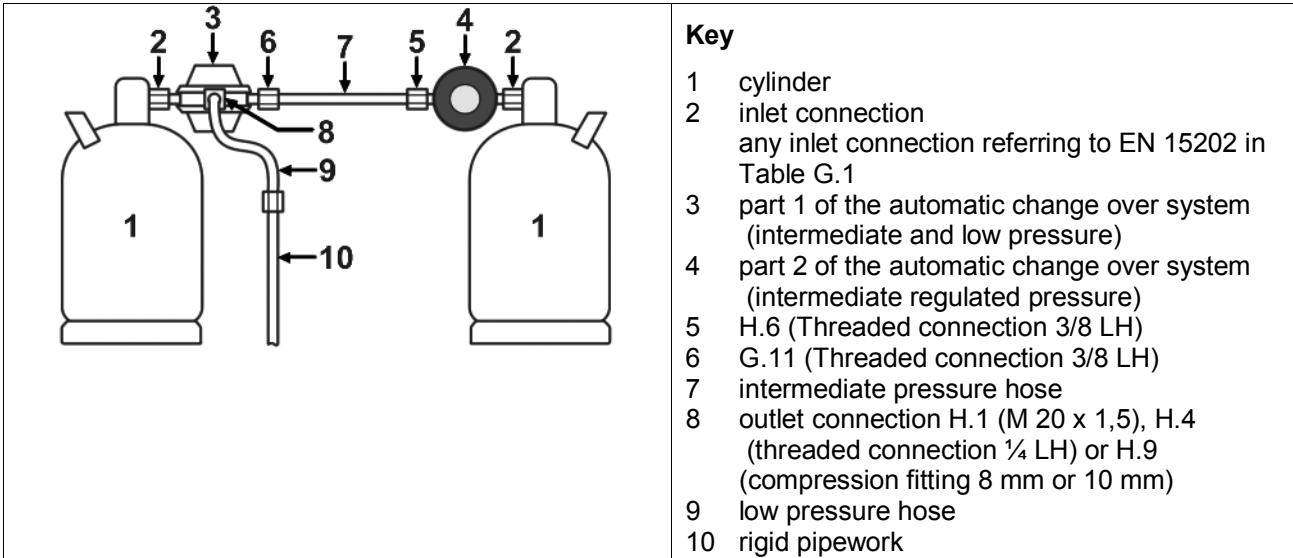 3
4
2
6
7
5
2
8
9
1
1
10
Key
1 cylinder
2 inlet connection
any inlet connection referring to EN 15202 in
Table G.1
3 part 1 of the automatic change over system
(intermediate and low pressure)
4 part 2 of the automatic change over system
(intermediate regulated pressure)
5 H.6 (Threaded connection 3/8 LH)
6 G.11 (Threaded connection 3/8 LH)
7 intermediate pressure hose
8 outlet connection H.1 (M 20 x 1,5), H.4
(threaded connection ¼ LH) or H.9
(compression fitting 8 mm or 10 mm)
9 low pressure hose
10 rigid pipework